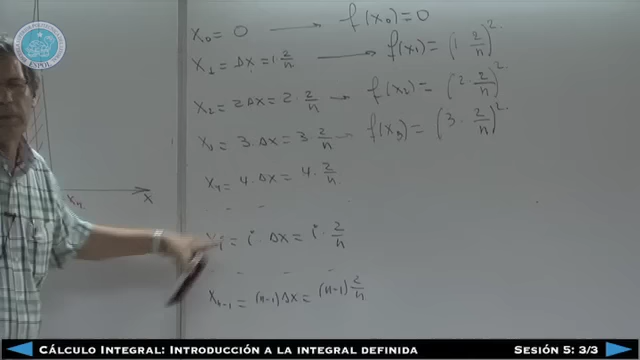 ESPOL
x₀ = 0 → f(x₀) = 0
x₁ = Δx = 1·2/n → f(x₁) = (1·2/n)²
x₂ = 2Δx = 2·2/n → f(x₂) = (2·2/n)²
x₃ = 3·Δx = 3·2/n → f(x₃) = (3·2/n)²
x₄ = 4·Δx = 4·2/n
xᵢ = i·Δx = i·2/n
xₙ₋₁ = (n-1)Δx = (n-1)2/n
xₙ x
CÁLCULO INTEGRAL: INTRODUCCIÓN A LA INTEGRAL DEFINIDA
SESIÓN 5: 3/3